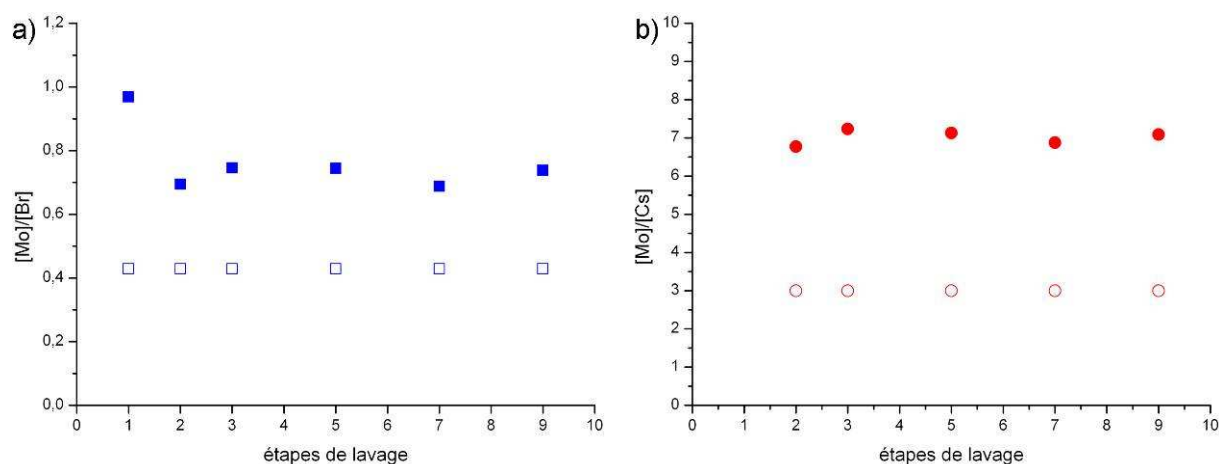 a)
1,2
1,0
0,8
0,6
0,4
0,2
0,0
[Mo]/[Br]
0 1 2 3 4 5 6 7 8 9 10
étapes de lavage
b)
10
9
8
7
6
5
4
3
2
1
0
[Mo]/[Cs]
0 1 2 3 4 5 6 7 8 9 10
étapes de lavage